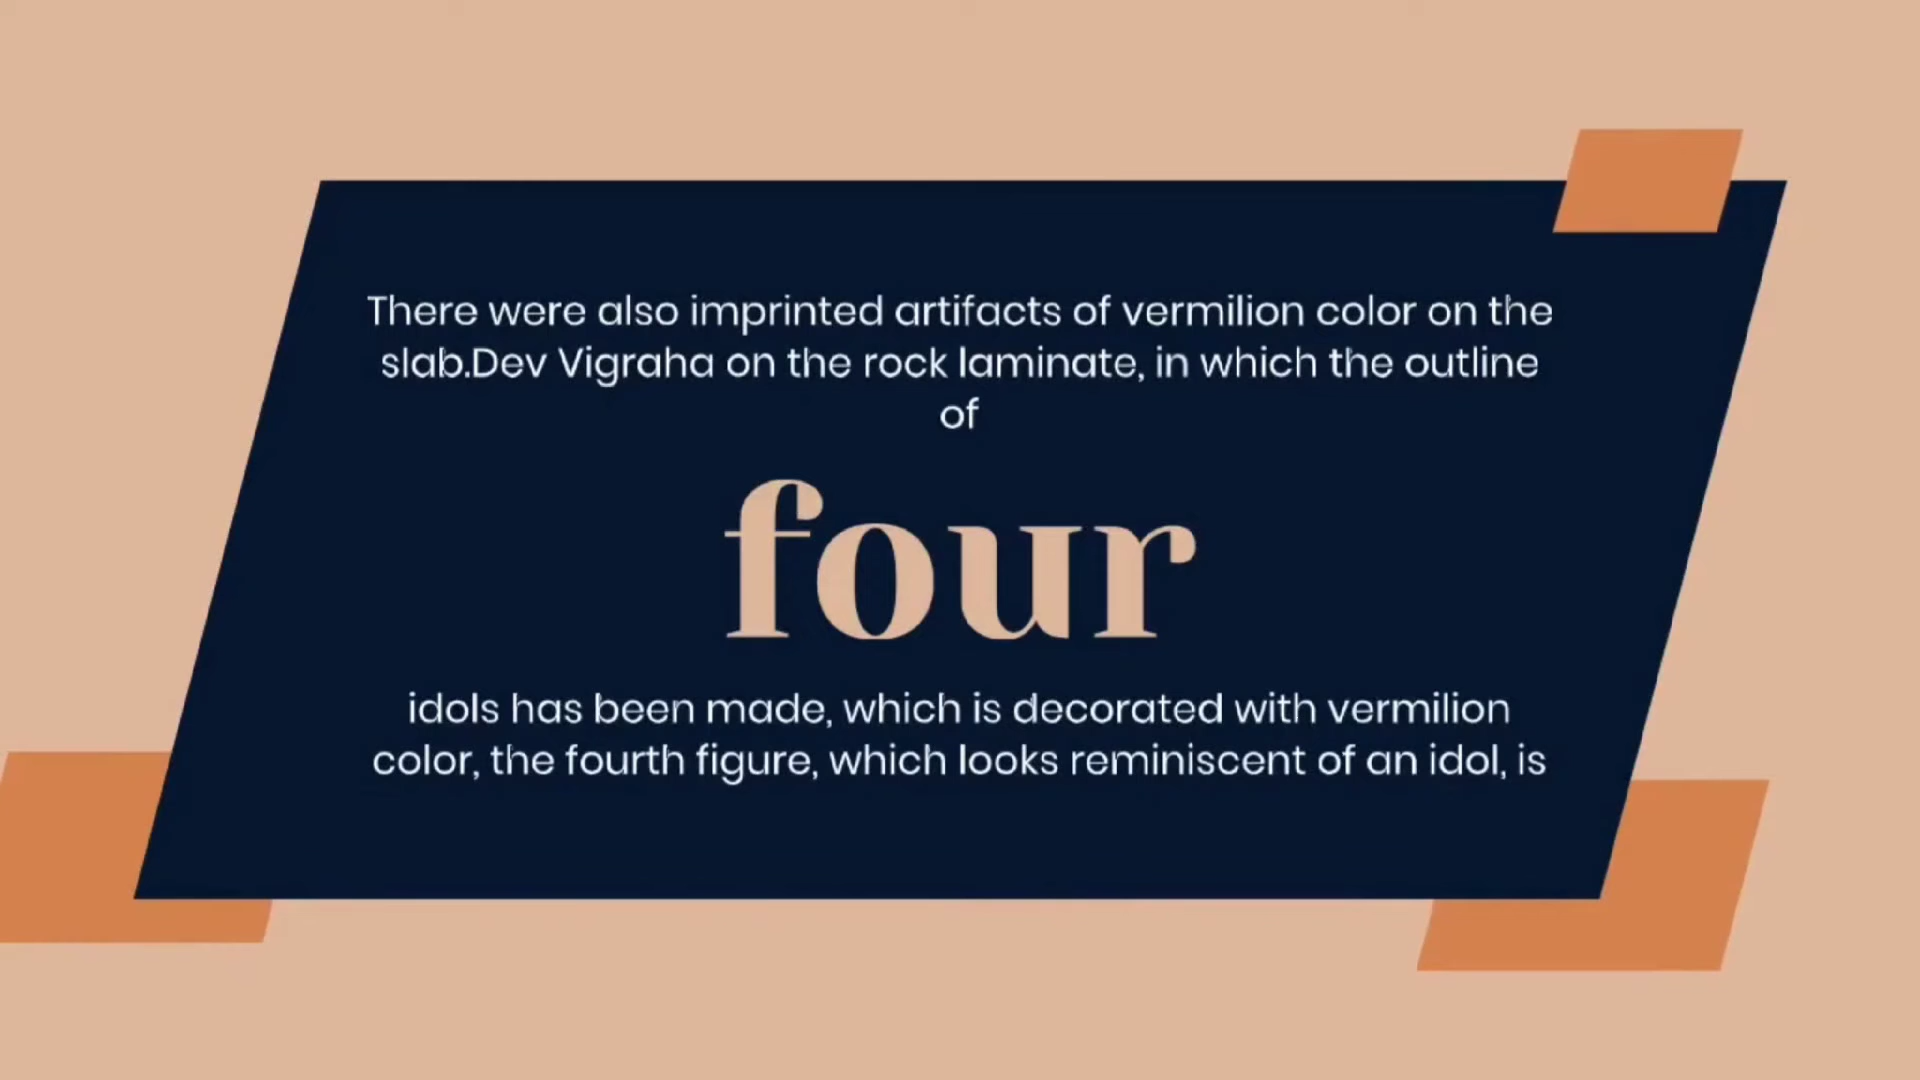 There were also imprinted artifacts of vermilion color on the
slab.Dev Vigraha on the rock laminate, in which the outline
of
four
idols has been made, which is decorated with vermilion
color, the fourth figure, which looks reminiscent of an idol, is